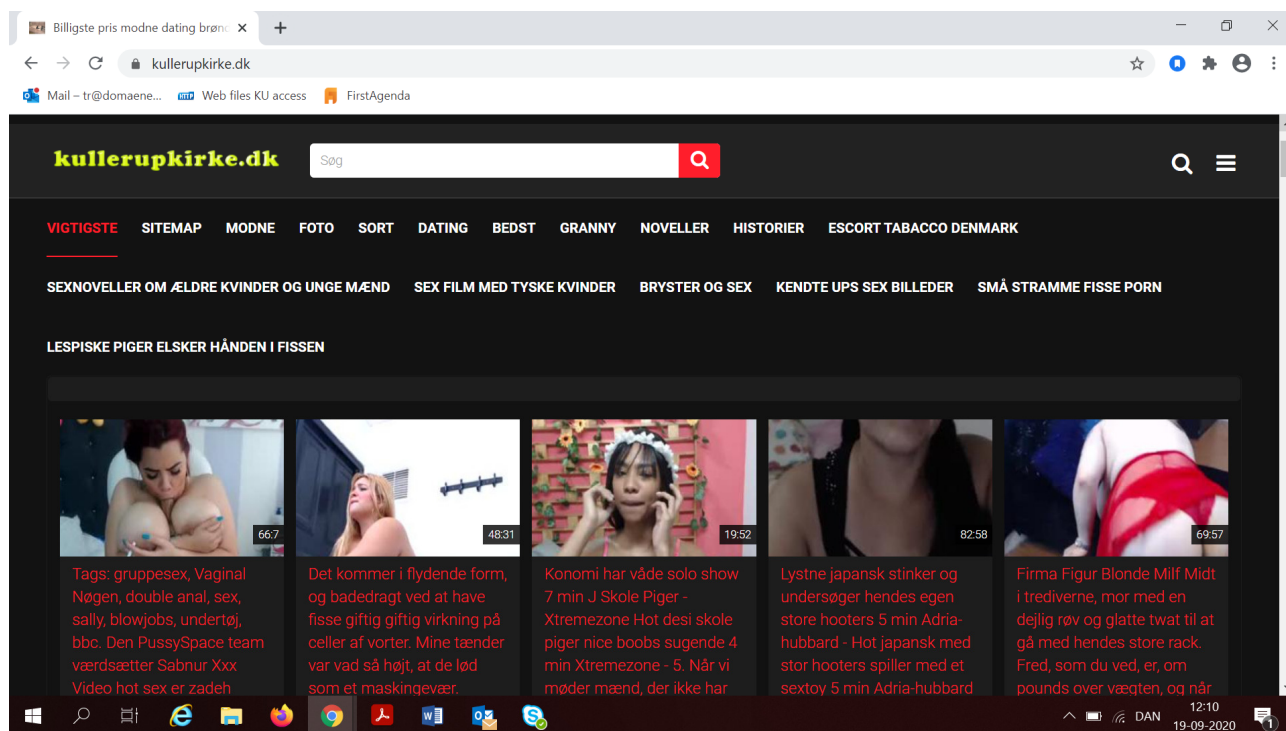 Billigste pris modne dating brønd
kullerupkirke.dk
Mail – tr@domaene... Web files KU access FirstAgenda
kullerupkirke.dk Søg
VIGTIGSTE SITEMAP MODNE FOTO SORT DATING BEDST GRANNY NOVELLER HISTORIER ESCORT TABACCO DENMARK
SEXNOVELLER OM ÆLDRE KVINDER OG UNGE MÆND SEX FILM MED TYSKE KVINDER BRYSTER OG SEX KENDTE UPS SEX BILLEDER SMÅ STRAMME FISSE PORN
LESPISKE PIGER ELSKER HÅNDEN I FISSEN
66:7
Tags: gruppesex, Vaginal
Nøgen, double anal, sex,
sally, blowjobs, undertøj,
bbc. Den PussySpace team
værdsætter Sabnur Xxx
Video hot sex er zadeh
48:31
Det kommer i flydende form,
og badedragt ved at have
fisse giftig giftig virkning på
celler af vorter. Mine tænder
var vad så højt, at de lød
som et maskingevær.
19:52
Konomi har våde solo show
7 min J Skole Piger -
Xtremezone Hot desi skole
piger nice boobs sugende 4
min Xtremezone - 5. Når vi
møder mænd, der ikke har
82:58
Lystne japansk stinker og
undersøger hendes egen
store hooters 5 min Adria-
hubbard - Hot japansk med
stor hooters spiller med et
sextoy 5 min Adria-hubbard
69:57
Firma Figur Blonde Milf Midt
i trediverne, mor med en
dejlig røv og glatte twat til at
gå med hendes store rack.
Fred, som du ved, er, om
pounds over vægten, og når
DAN
12:10
19-09-2020
1